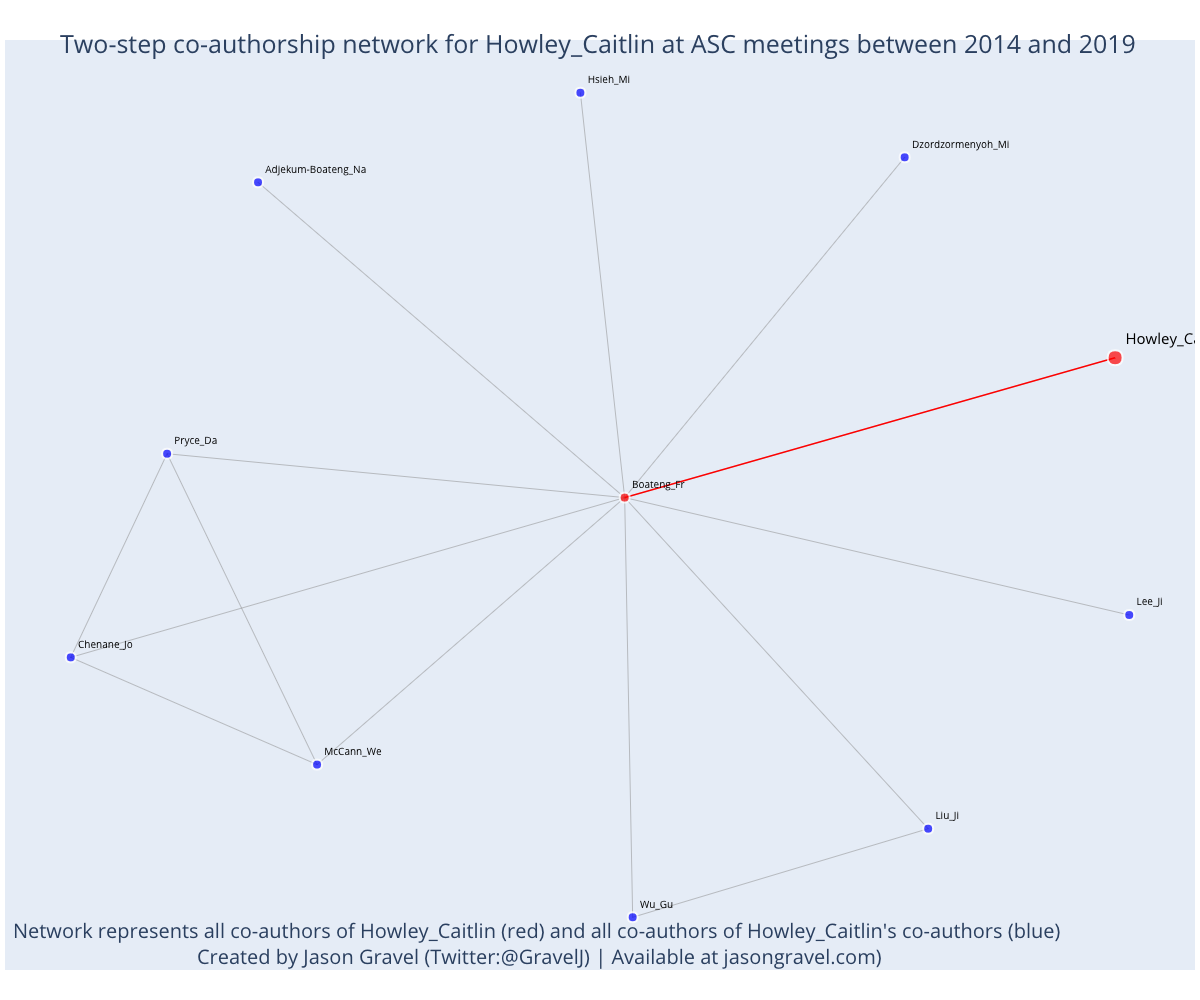 Two-step co-authorship network for Howley_Caitlin at ASC meetings between 2014 and 2019
Hsieh_Mi
Dzordzormenyoh_Mi
Adjekum-Boateng_Na
Howley_Ca
Pryce_Da
Boateng_Fr
Lee_Ji
Chenane_Jo
McCann_We
Liu_Ji
Wu_Gu
Network represents all co-authors of Howley_Caitlin (red) and all co-authors of Howley_Caitlin's co-authors (blue)
Created by Jason Gravel (Twitter:@GravelJ) | Available at jasongravel.com)